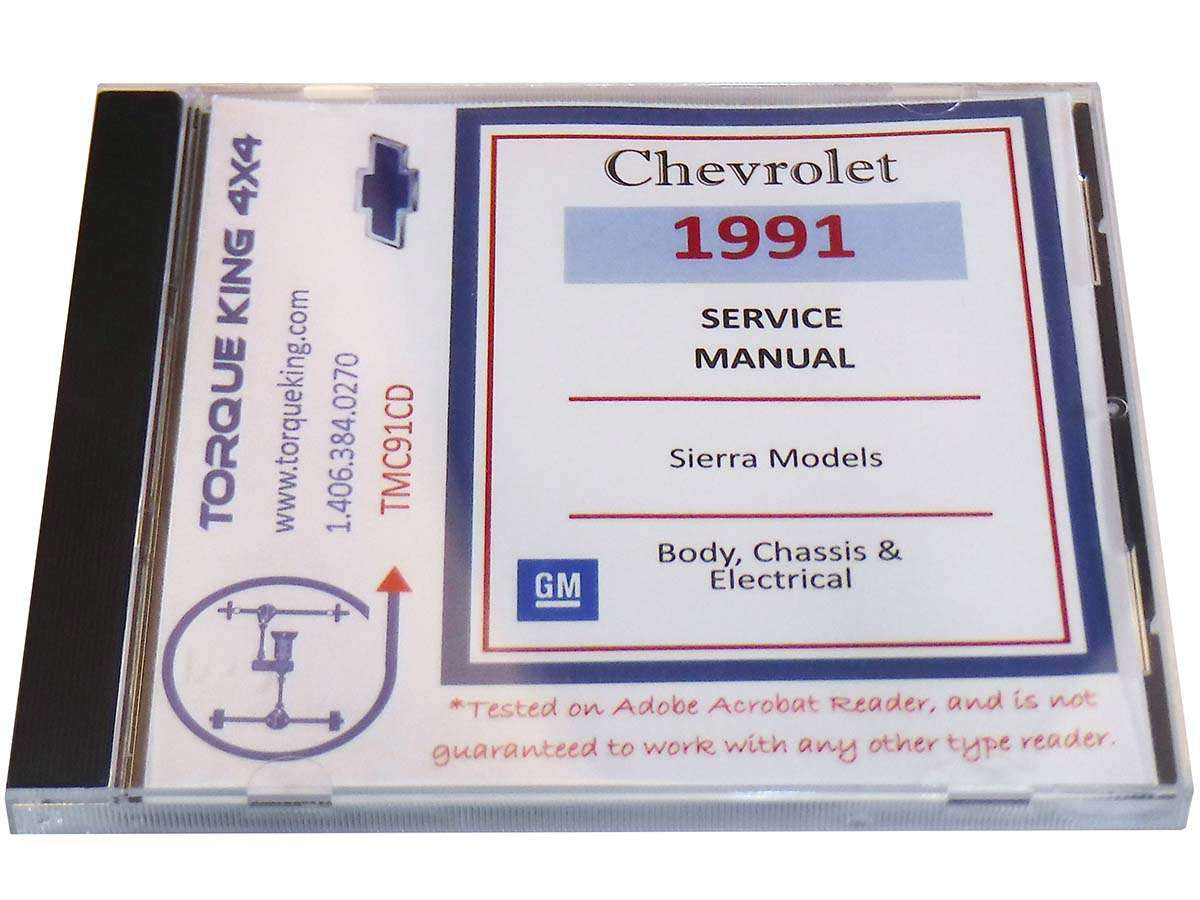 TORQUE KING 4X4
www.torqueking.com
1.406.384.0270
TMC91CD
Chevrolet
1991
SERVICE
MANUAL
Sierra Models
Body, Chassis &
Electrical
GM
*Tested on Adobe Acrobat Reader, and is not
guaranteed to work with any other type reader.